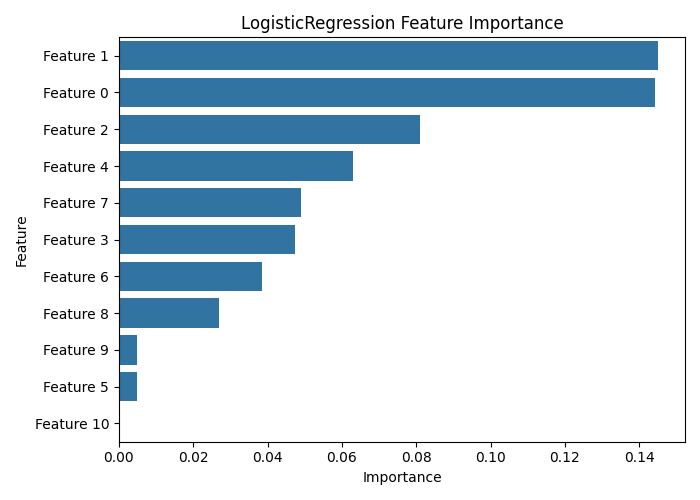 LogisticRegression Feature Importance
Feature 1
Feature 0
Feature 2
Feature 4
Feature 7
Feature 3
Feature 6
Feature 8
Feature 9
Feature 5
Feature 10
Feature
0.00 0.02 0.04 0.06 0.08 0.10 0.12 0.14
Importance